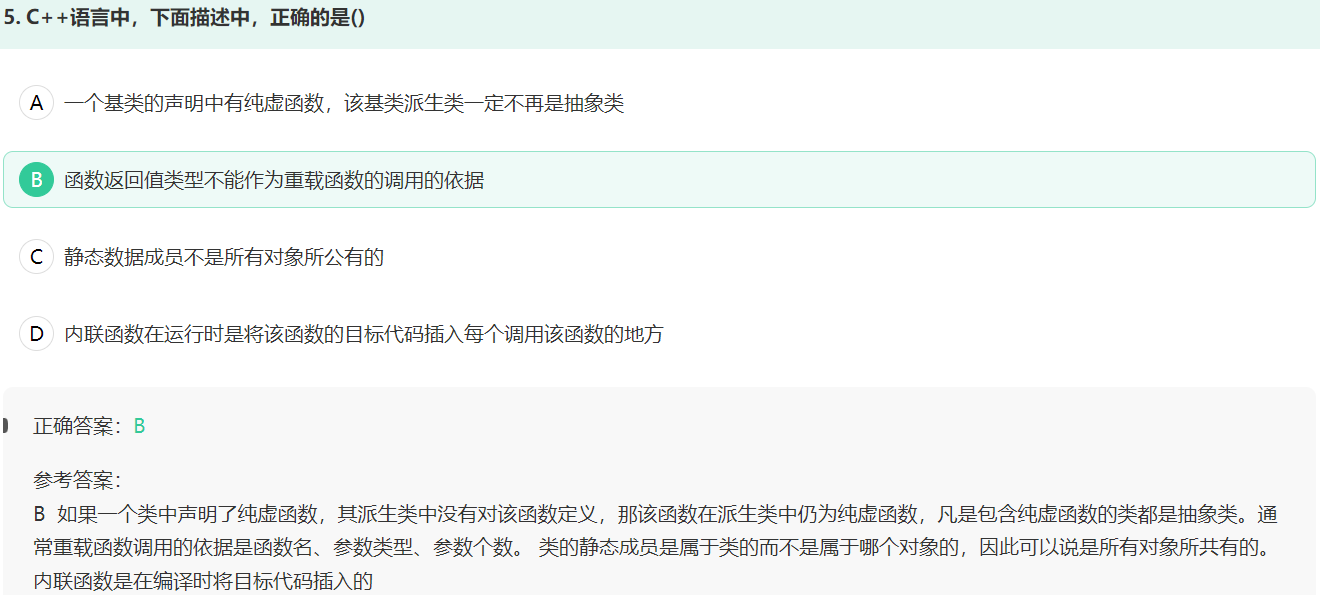 5. C++语言中，下面描述中，正确的是()
A 一个基类的声明中有纯虚函数，该基类派生类一定不再是抽象类
B 函数返回值类型不能作为重载函数的调用的依据
C 静态数据成员不是所有对象所公有的
D 内联函数在运行时是将该函数的目标代码插入每个调用该函数的地方
正确答案：B
参考答案：
B 如果一个类中声明了纯虚函数，其派生类中没有对该函数定义，那该函数在派生类中仍为纯虚函数，凡是包含纯虚函数的类都是抽象类。通
常重载函数调用的依据是函数名、参数类型、参数个数。 类的静态成员是属于类的而不是属于哪个对象的，因此可以说是所有对象所共有的。
内联函数是在编译时将目标代码插入的